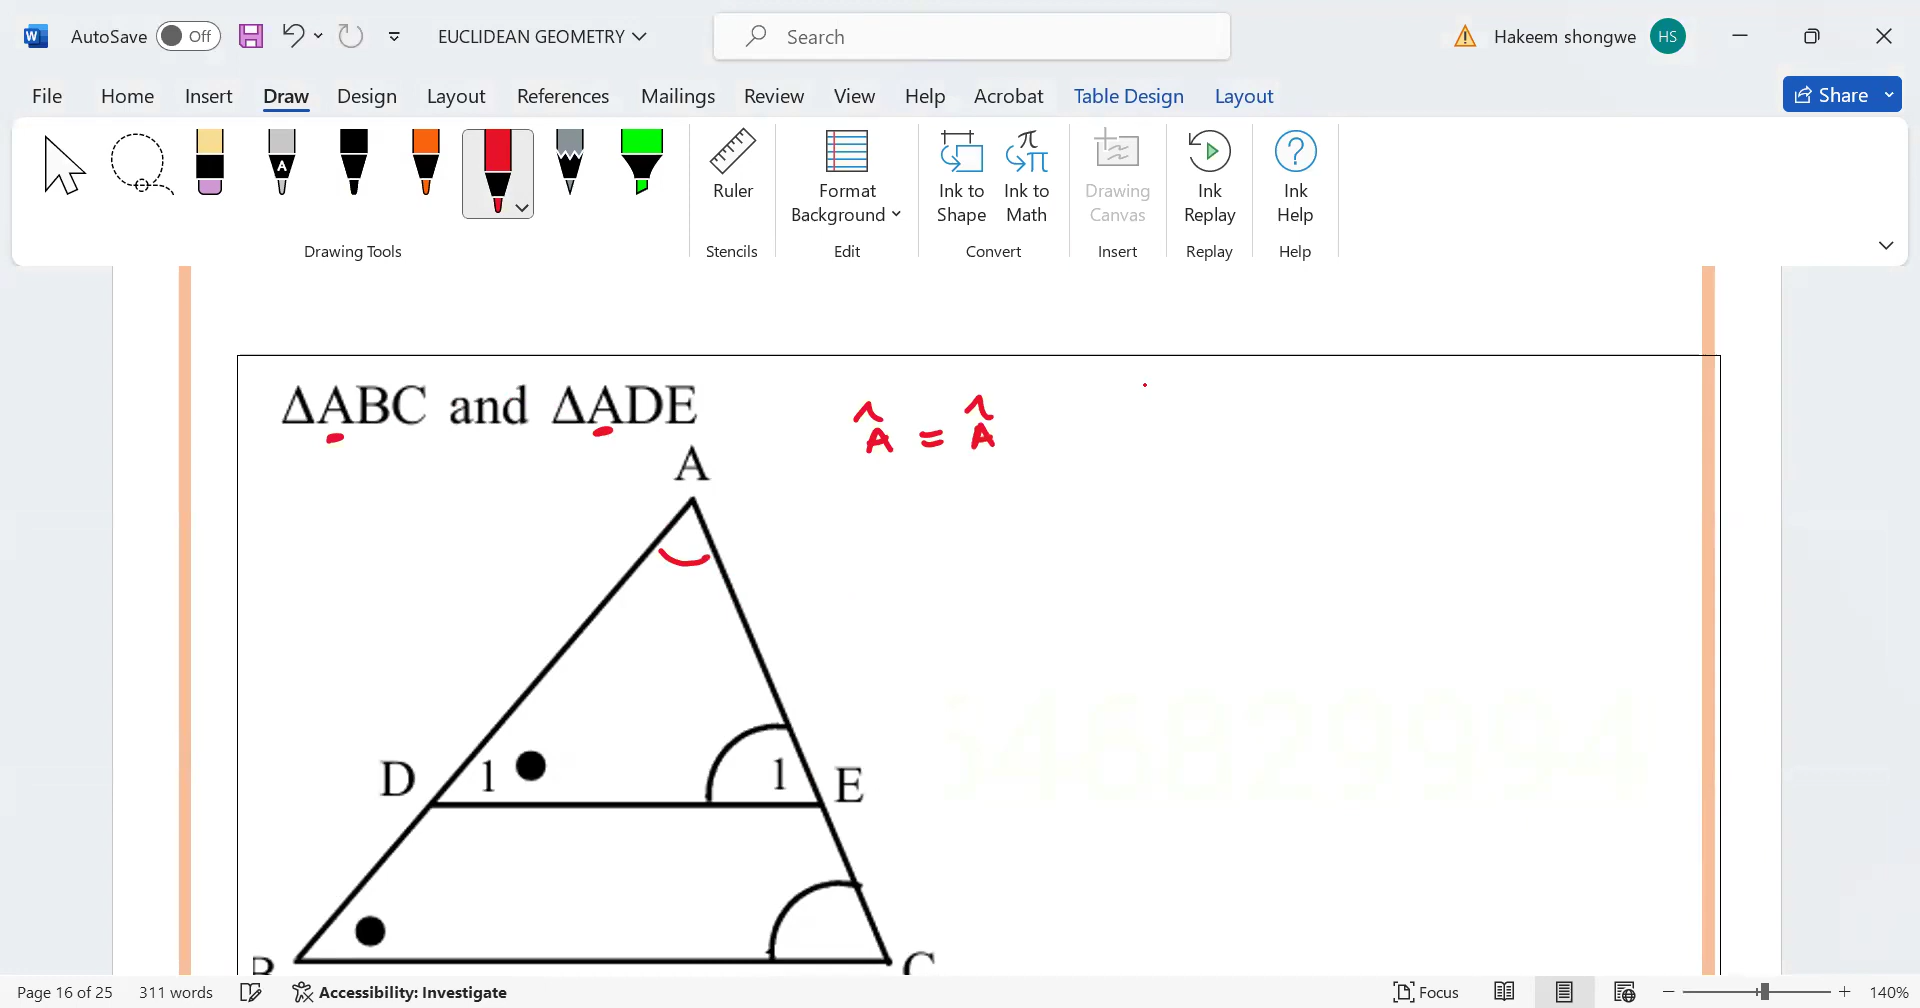 AutoSave Off EUCLIDEAN GEOMETRY Search Hakeem shongwe HS
File Home Insert Draw Design Layout References Mailings Review View Help Acrobat Table Design Layout Share
A
Ruler
Format Background
Ink to Shape
Ink to Math
Drawing Canvas
Ink Replay
Ink Help
Drawing Tools Stencils Edit Convert Insert Replay Help
ΔABC and ΔADE
Â = Â
A
D 1 1 E
B C
Page 16 of 25 311 words Accessibility: Investigate Focus 140%